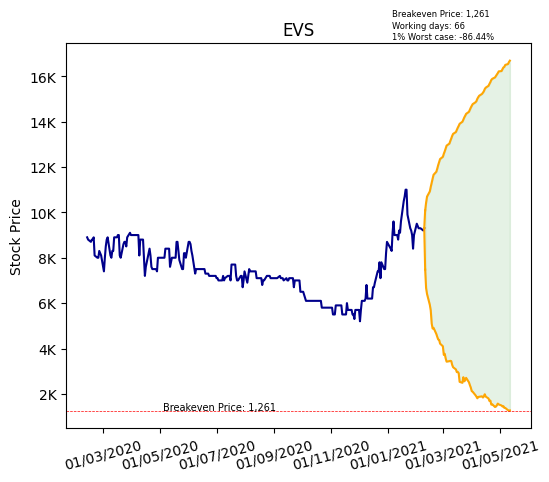 Breakeven Price: 1,261
Working days: 66
1% Worst case: -86.44%
EVS
Stock Price
16K
14K
12K
10K
8K
6K
4K
2K
Breakeven Price: 1,261
01/03/2020
01/05/2020
01/07/2020
01/09/2020
01/11/2020
01/01/2021
01/03/2021
01/05/2021